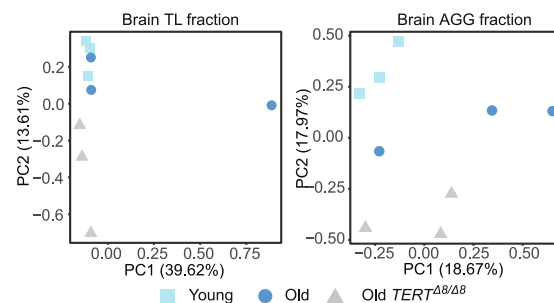 Brain TL fraction
Brain AGG fraction
PC2 (13.61%)
0.2
0.0
−0.2
−0.4
−0.6
0.00 0.25 0.50 0.75
PC1 (39.62%)
PC2 (17.97%)
0.50
0.25
0.00
−0.25
−0.50
−0.25 0.00 0.25 0.50
PC1 (18.67%)
Young Old Old TERT^Δ8/Δ8